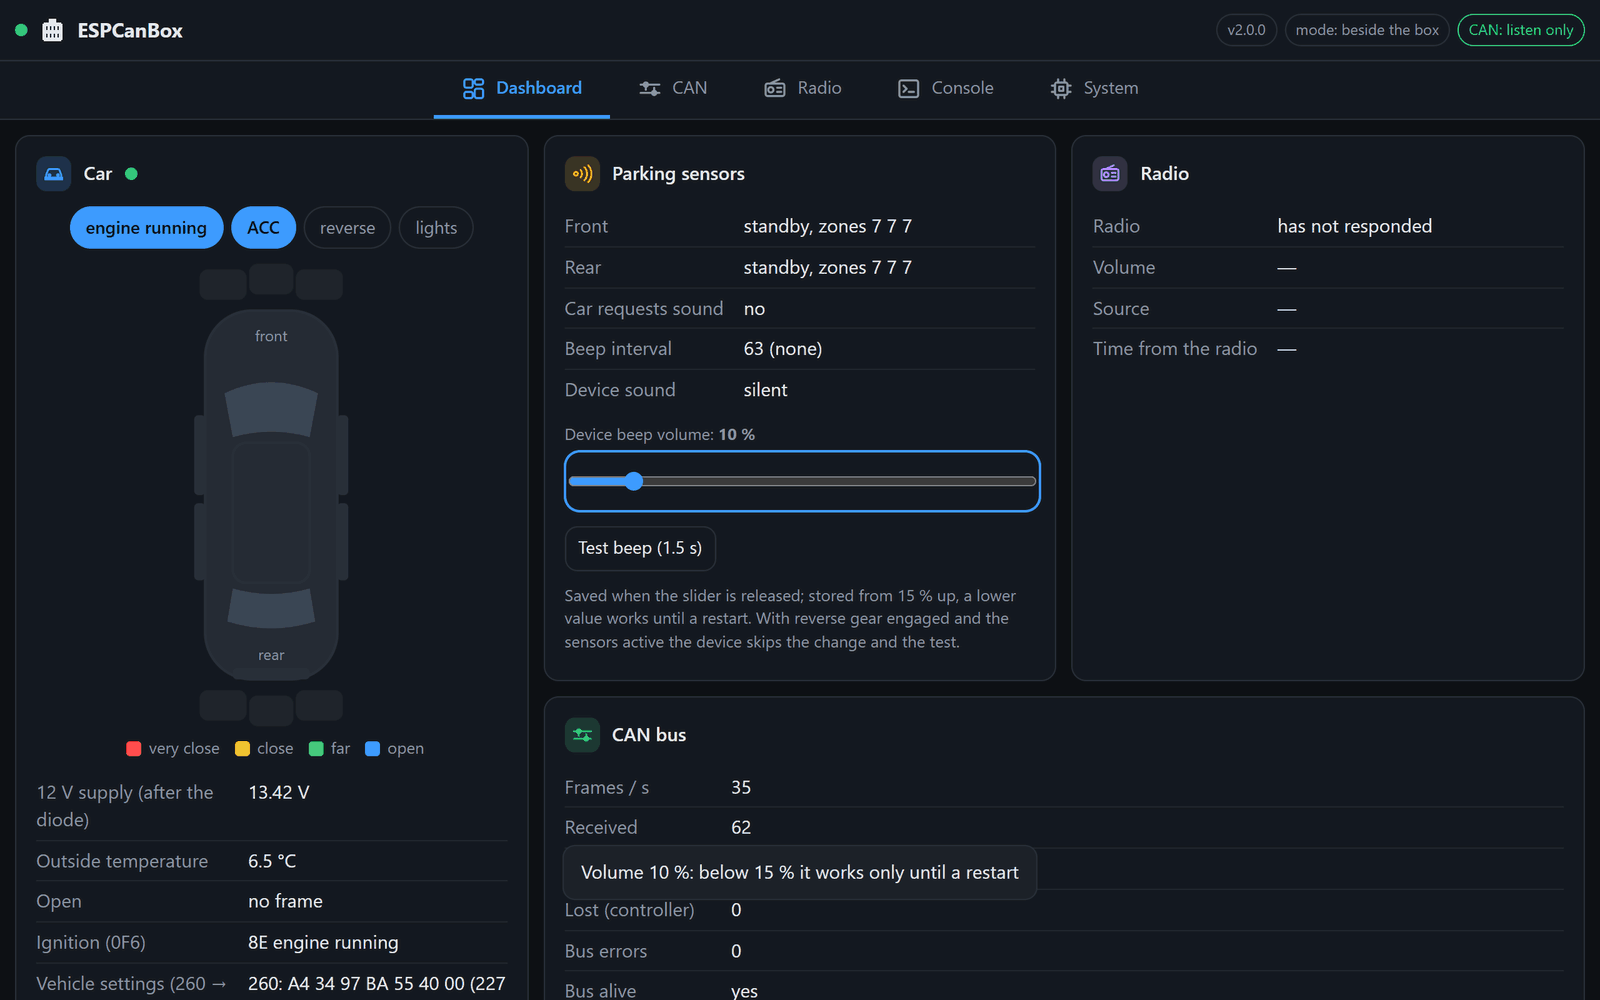 ESPCanBox
v2.0.0
mode: beside the box
CAN: listen only
Dashboard
CAN
Radio
Console
System
Car
engine running
ACC
reverse
lights
front
rear
very close
close
far
open
12 V supply (after the
diode)
13.42 V
Outside temperature
6.5 °C
Open
no frame
Ignition (0F6)
8E engine running
Vehicle settings (260 →
260: A4 34 97 BA 55 40 00 (227
Parking sensors
Front
standby, zones 7 7 7
Rear
standby, zones 7 7 7
Car requests sound
no
Beep interval
63 (none)
Device sound
silent
Device beep volume: 10 %
Test beep (1.5 s)
Saved when the slider is released; stored from 15 % up, a lower
value works until a restart. With reverse gear engaged and the
sensors active the device skips the change and the test.
Radio
Radio
has not responded
Volume
—
Source
—
Time from the radio
—
CAN bus
Frames / s
35
Received
62
Volume 10 %: below 15 % it works only until a restart
Lost (controller)
0
Bus errors
0
Bus alive
yes